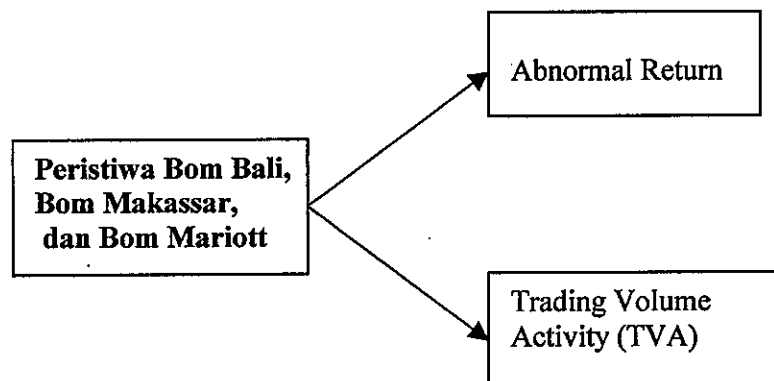 Abnormal Return
Peristiwa Bom Bali,
Bom Makassar,
dan Bom Mariott
Trading Volume
Activity (TVA)